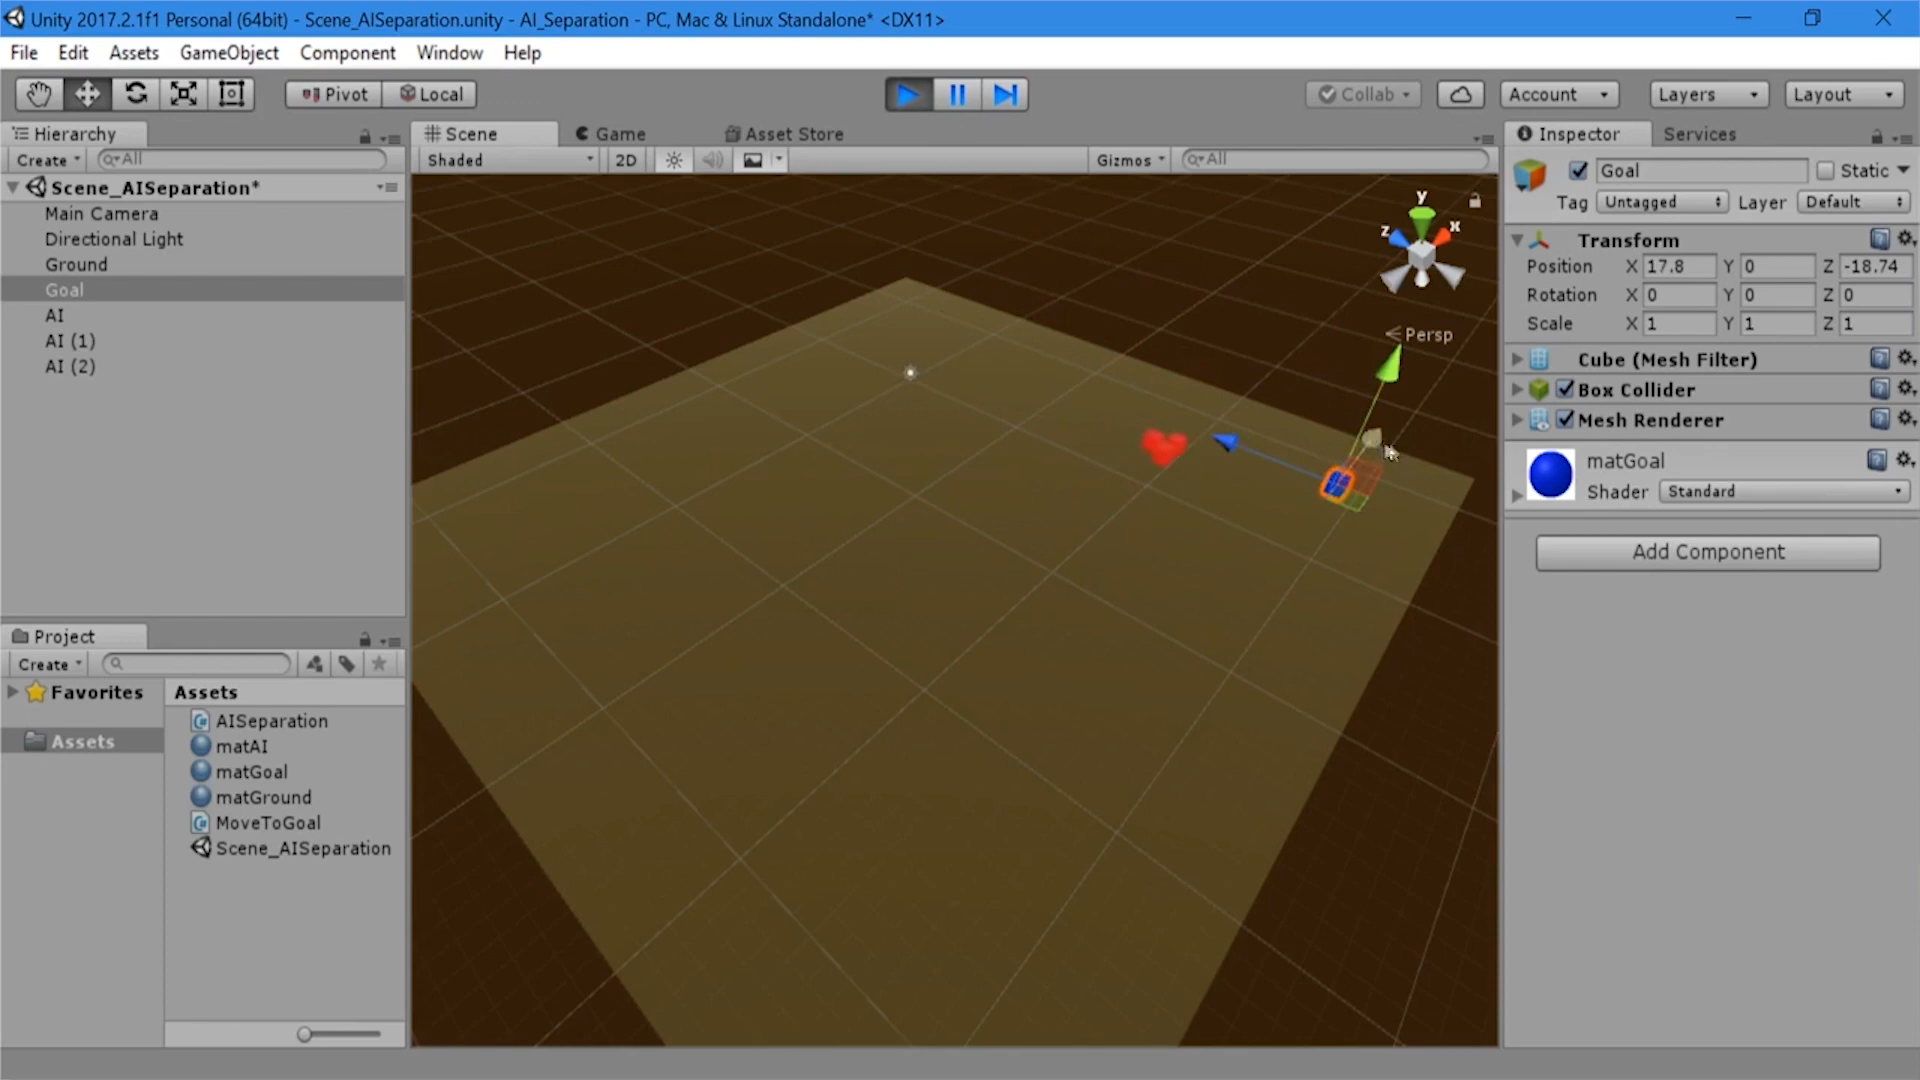 Unity 2017.2.1f1 Personal (64bit) - Scene_AISeparation.unity - AI_Separation - PC, Mac & Linux Standalone* <DX11>
File Edit Assets GameObject Component Window Help
Pivot Local Collab Account Layers Layout
Hierarchy
Create All
Scene_AISeparation*
Main Camera
Directional Light
Ground
Goal
AI
AI (1)
AI (2)
Project
Create
Favorites
Assets
Assets
AISeparation
matAI
matGoal
matGround
MoveToGoal
Scene_AISeparation
Scene Game Asset Store
Shaded 2D Gizmos All
y
z
x
Persp
Inspector Services
Goal Static
Tag Untagged Layer Default
Transform
Position X 17.8 Y 0 Z -18.74
Rotation X 0 Y 0 Z 0
Scale X 1 Y 1 Z 1
Cube (Mesh Filter)
Box Collider
Mesh Renderer
matGoal
Shader Standard
Add Component